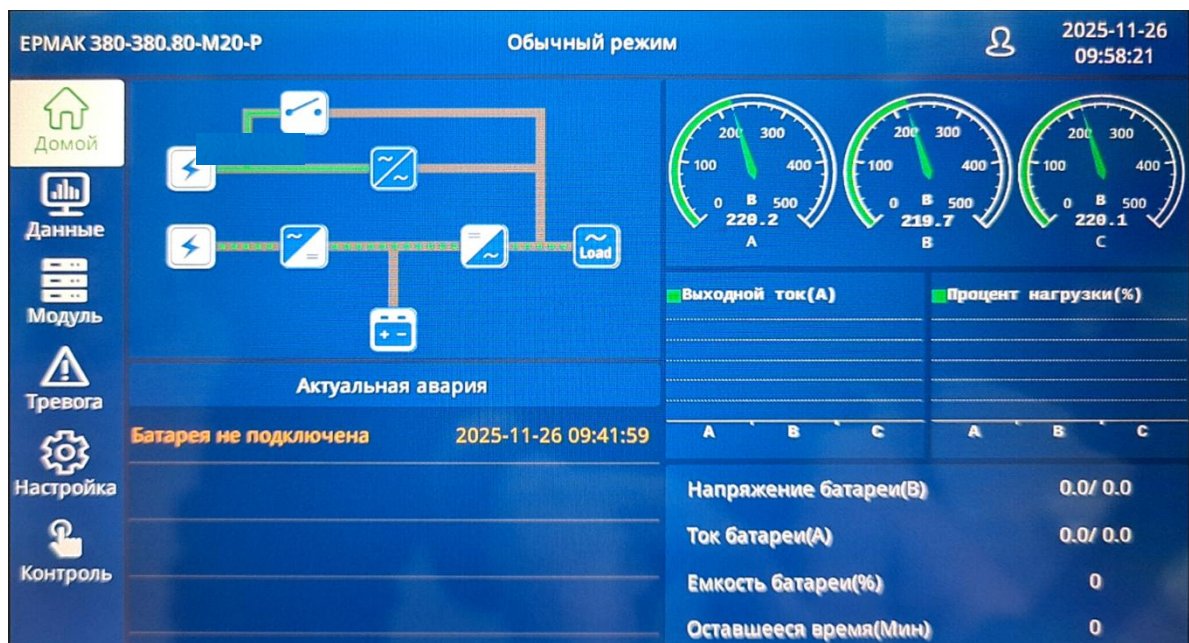 ЕРМАК 380-380.80-М20-Р
Обычный режим
2025-11-26
09:58:21
Домой
Данные
Модуль
Тревога
Настройка
Контроль
Load
Актуальная авария
Батарея не подключена 2025-11-26 09:41:59
0 100 200 300 400 500
В
220.2
A
0 100 200 300 400 500
В
219.7
B
0 100 200 300 400 500
В
220.1
C
Выходной ток(А)
A B C
Процент нагрузки(%)
A B C
Напряжение батареи(В) 0.0/ 0.0
Ток батареи(А) 0.0/ 0.0
Емкость батареи(%) 0
Оставшееся время(Мин) 0